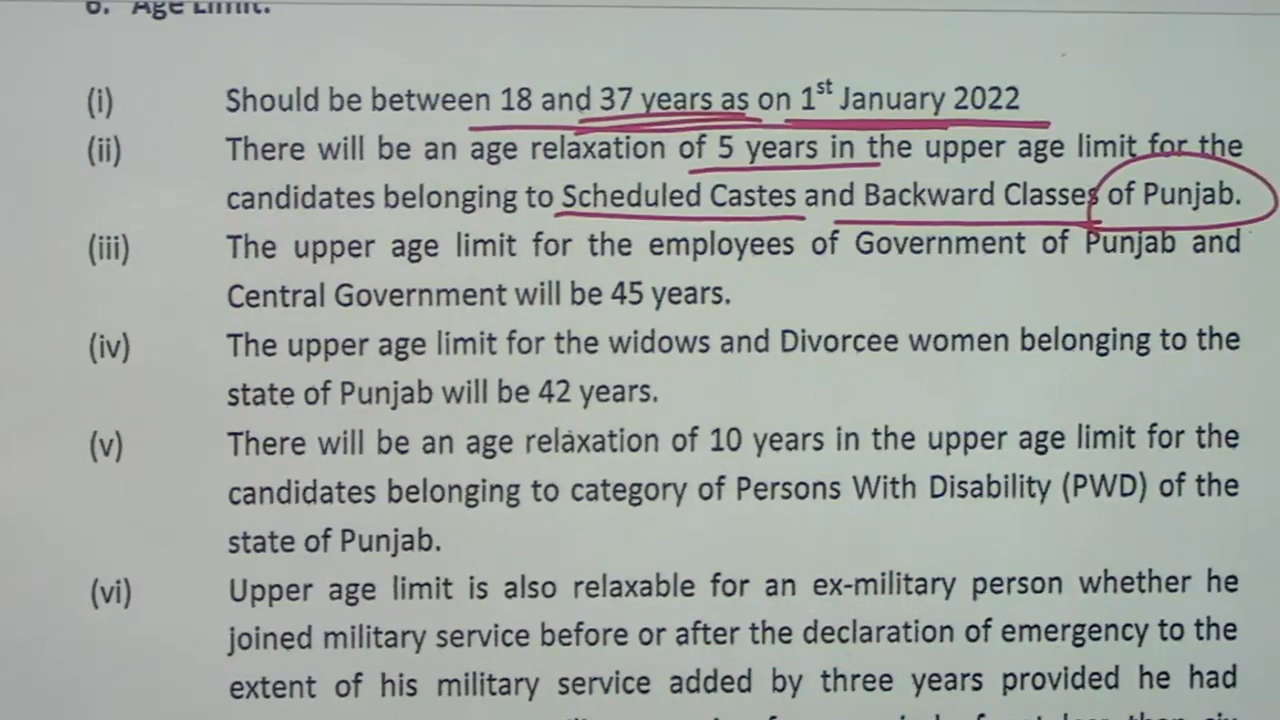 6. Age Limit.
(i) Should be between 18 and 37 years as on 1st January 2022
(ii) There will be an age relaxation of 5 years in the upper age limit for the
candidates belonging to Scheduled Castes and Backward Classes of Punjab.
(iii) The upper age limit for the employees of Government of Punjab and
Central Government will be 45 years.
(iv) The upper age limit for the widows and Divorcee women belonging to the
state of Punjab will be 42 years.
(v) There will be an age relaxation of 10 years in the upper age limit for the
candidates belonging to category of Persons With Disability (PWD) of the
state of Punjab.
(vi) Upper age limit is also relaxable for an ex-military person whether he
joined military service before or after the declaration of emergency to the
extent of his military service added by three years provided he had